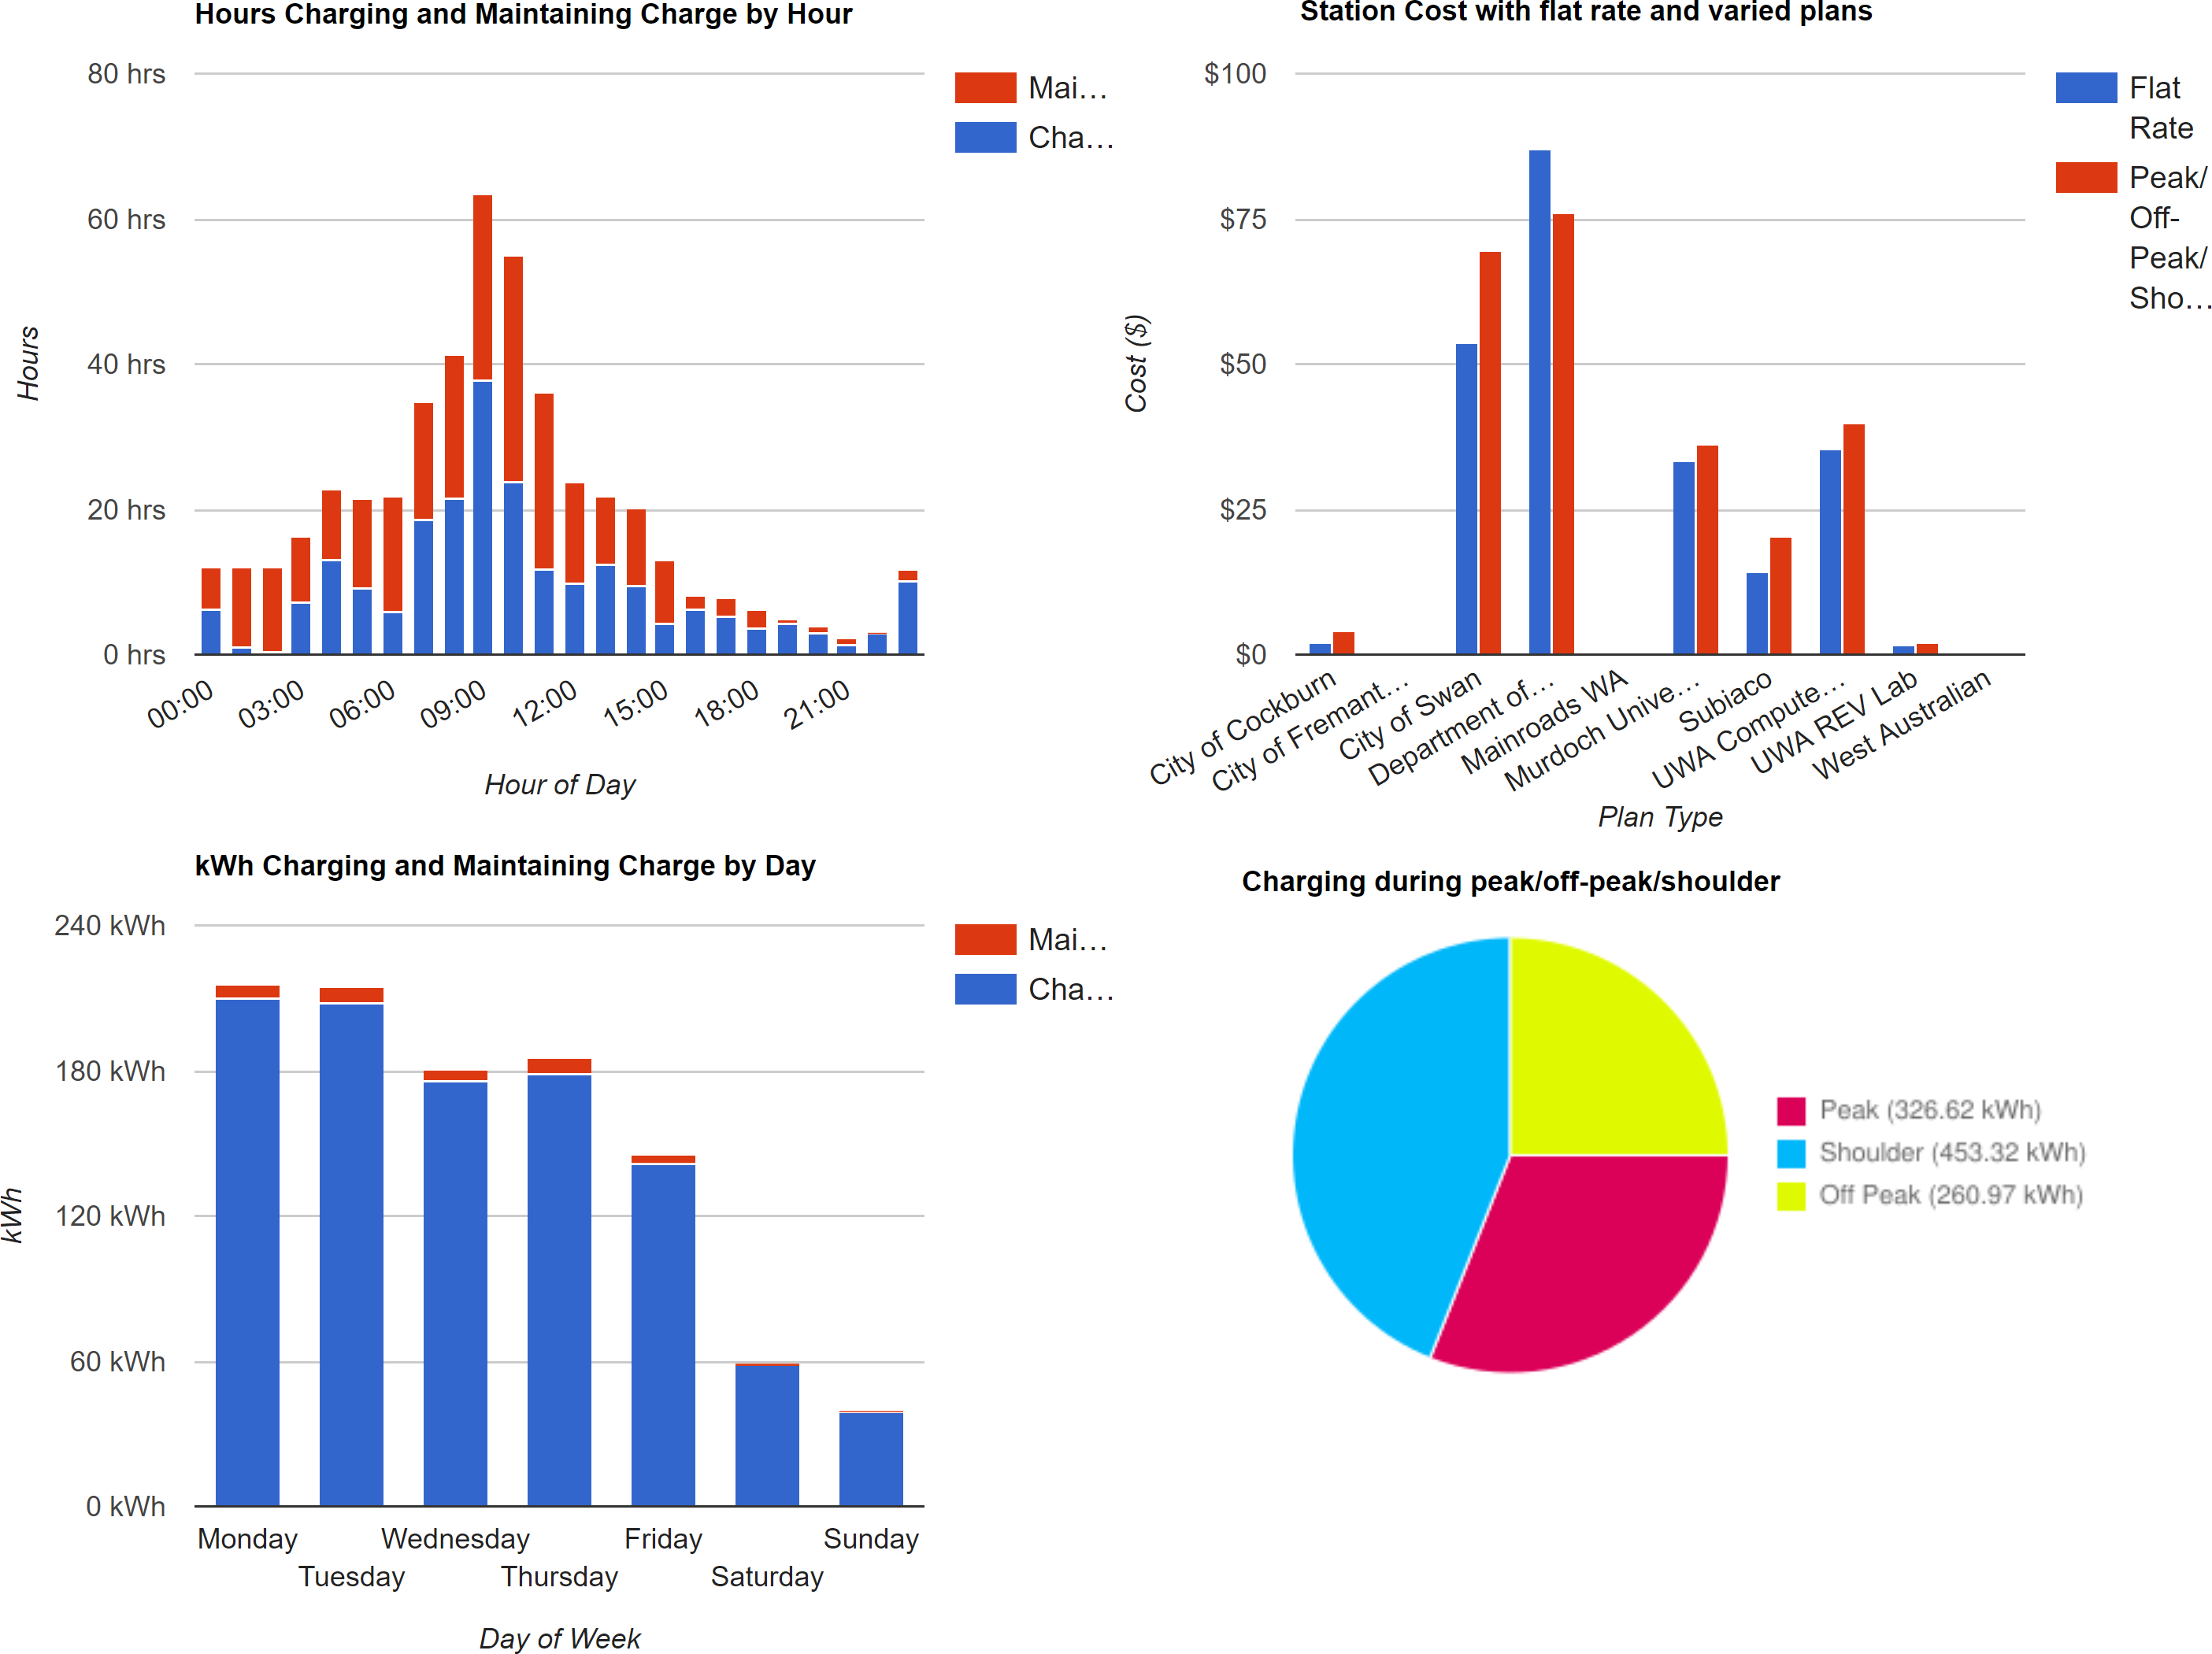 Hours Charging and Maintaining Charge by Hour
80 hrs
60 hrs
40 hrs
20 hrs
0 hrs
Hours
00:00
03:00
06:00
09:00
12:00
15:00
18:00
21:00
Hour of Day
Mai…
Cha…
Station Cost with flat rate and varied plans
$100
$75
$50
$25
$0
Cost ($)
City of Cockburn
City of Fremant…
City of Swan
Department of…
Mainroads WA
Murdoch Unive…
Subiaco
UWA Compute…
UWA REV Lab
West Australian
Plan Type
Flat
Rate
Peak/
Off-
Peak/
Sho…
kWh Charging and Maintaining Charge by Day
240 kWh
180 kWh
120 kWh
60 kWh
0 kWh
kWh
Monday
Tuesday
Wednesday
Thursday
Friday
Saturday
Sunday
Day of Week
Mai…
Cha…
Charging during peak/off-peak/shoulder
Peak (326.62 kWh)
Shoulder (453.32 kWh)
Off Peak (260.97 kWh)